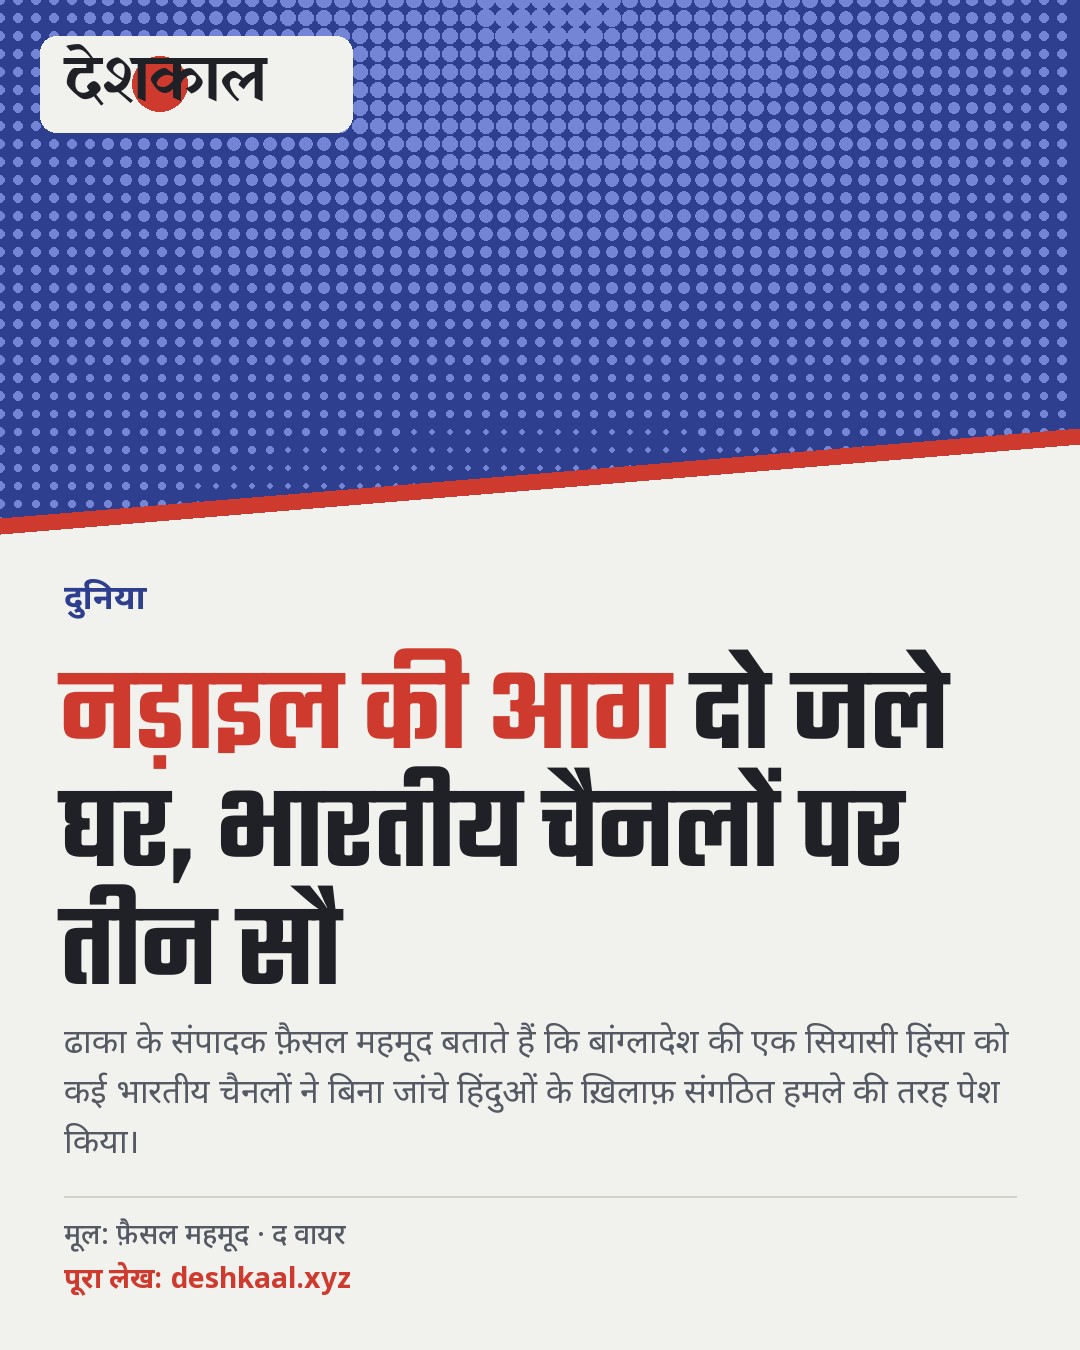 देशकाल
दुनिया
नड़ाइल की आग दो जले
घर, भारतीय चैनलों पर
तीन सौ
ढाका के संपादक फ़ैसल महमूद बताते हैं कि बांग्लादेश की एक सियासी हिंसा को
कई भारतीय चैनलों ने बिना जांचे हिंदुओं के ख़िलाफ़ संगठित हमले की तरह पेश
किया।
मूल: फ़ैसल महमूद · द वायर
पूरा लेख: deshkaal.xyz